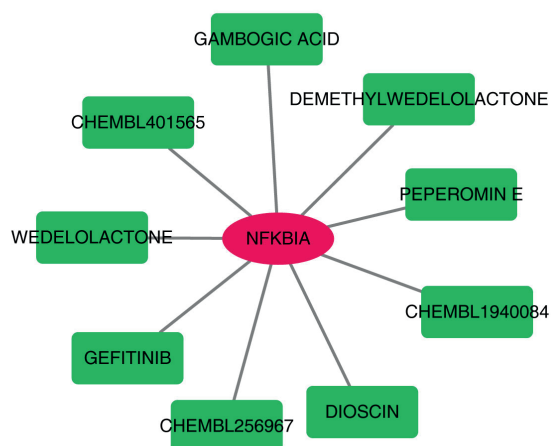 GAMBOGIC ACID
DEMETHYLWEDELOLACTONE
CHEMBL401565
PEPEROMIN E
WEDELOLACTONE
NFKBIA
CHEMBL1940084
GEFITINIB
DIOSCIN
CHEMBL256967